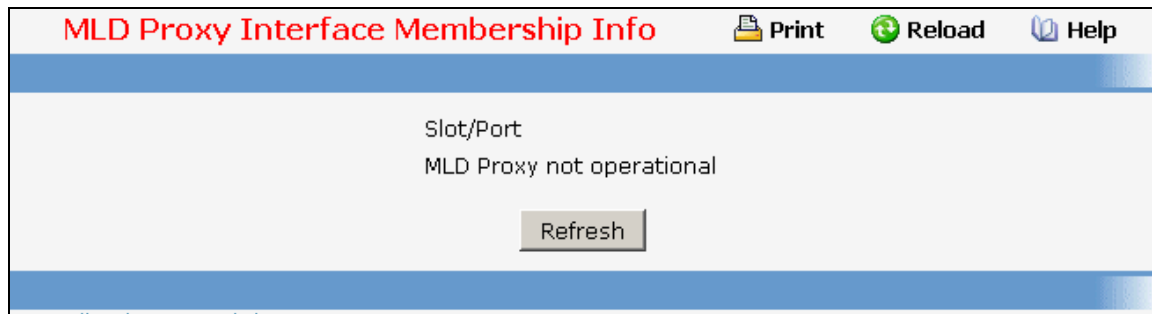 MLD Proxy Interface Membership Info Print Reload Help
Slot/Port
MLD Proxy not operational
Refresh